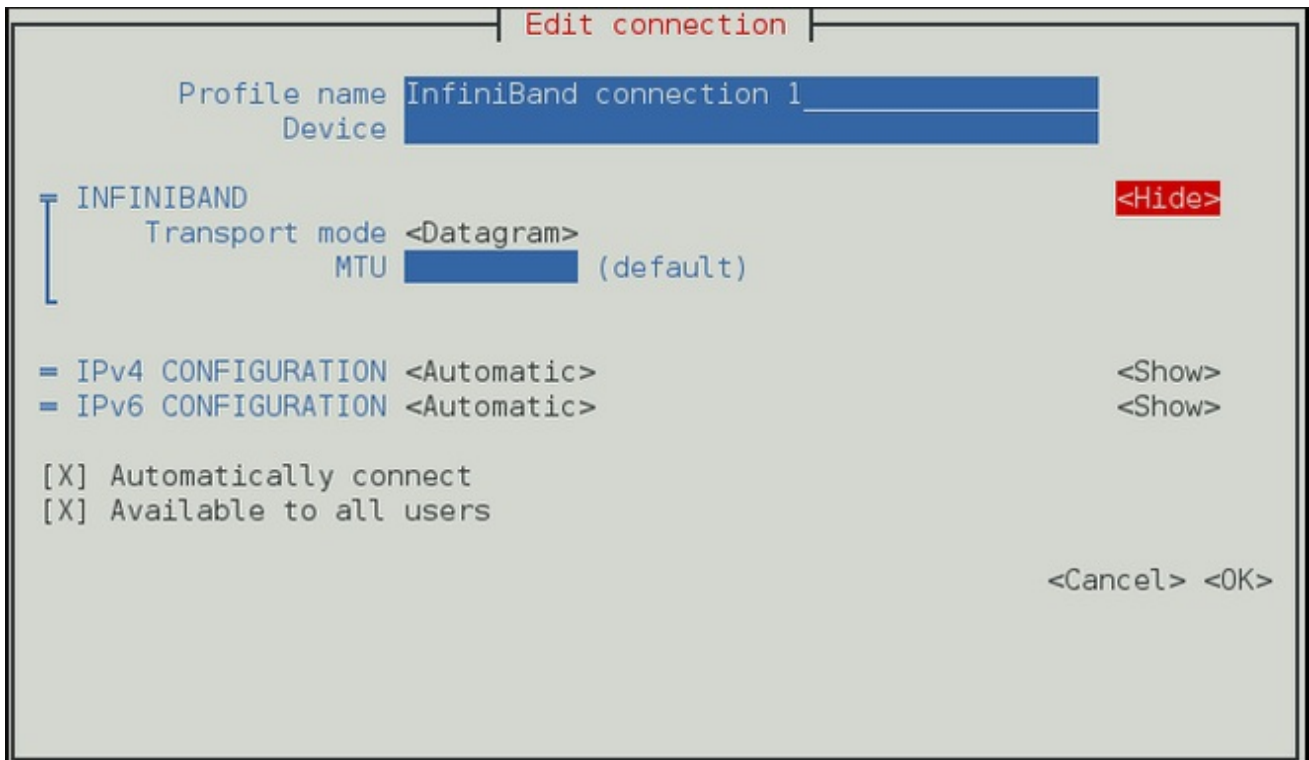 Edit connection
Profile name InfiniBand connection 1
Device
= INFINIBAND <Hide>
Transport mode <Datagram>
MTU (default)
= IPv4 CONFIGURATION <Automatic> <Show>
= IPv6 CONFIGURATION <Automatic> <Show>
[X] Automatically connect
[X] Available to all users
<Cancel> <OK>